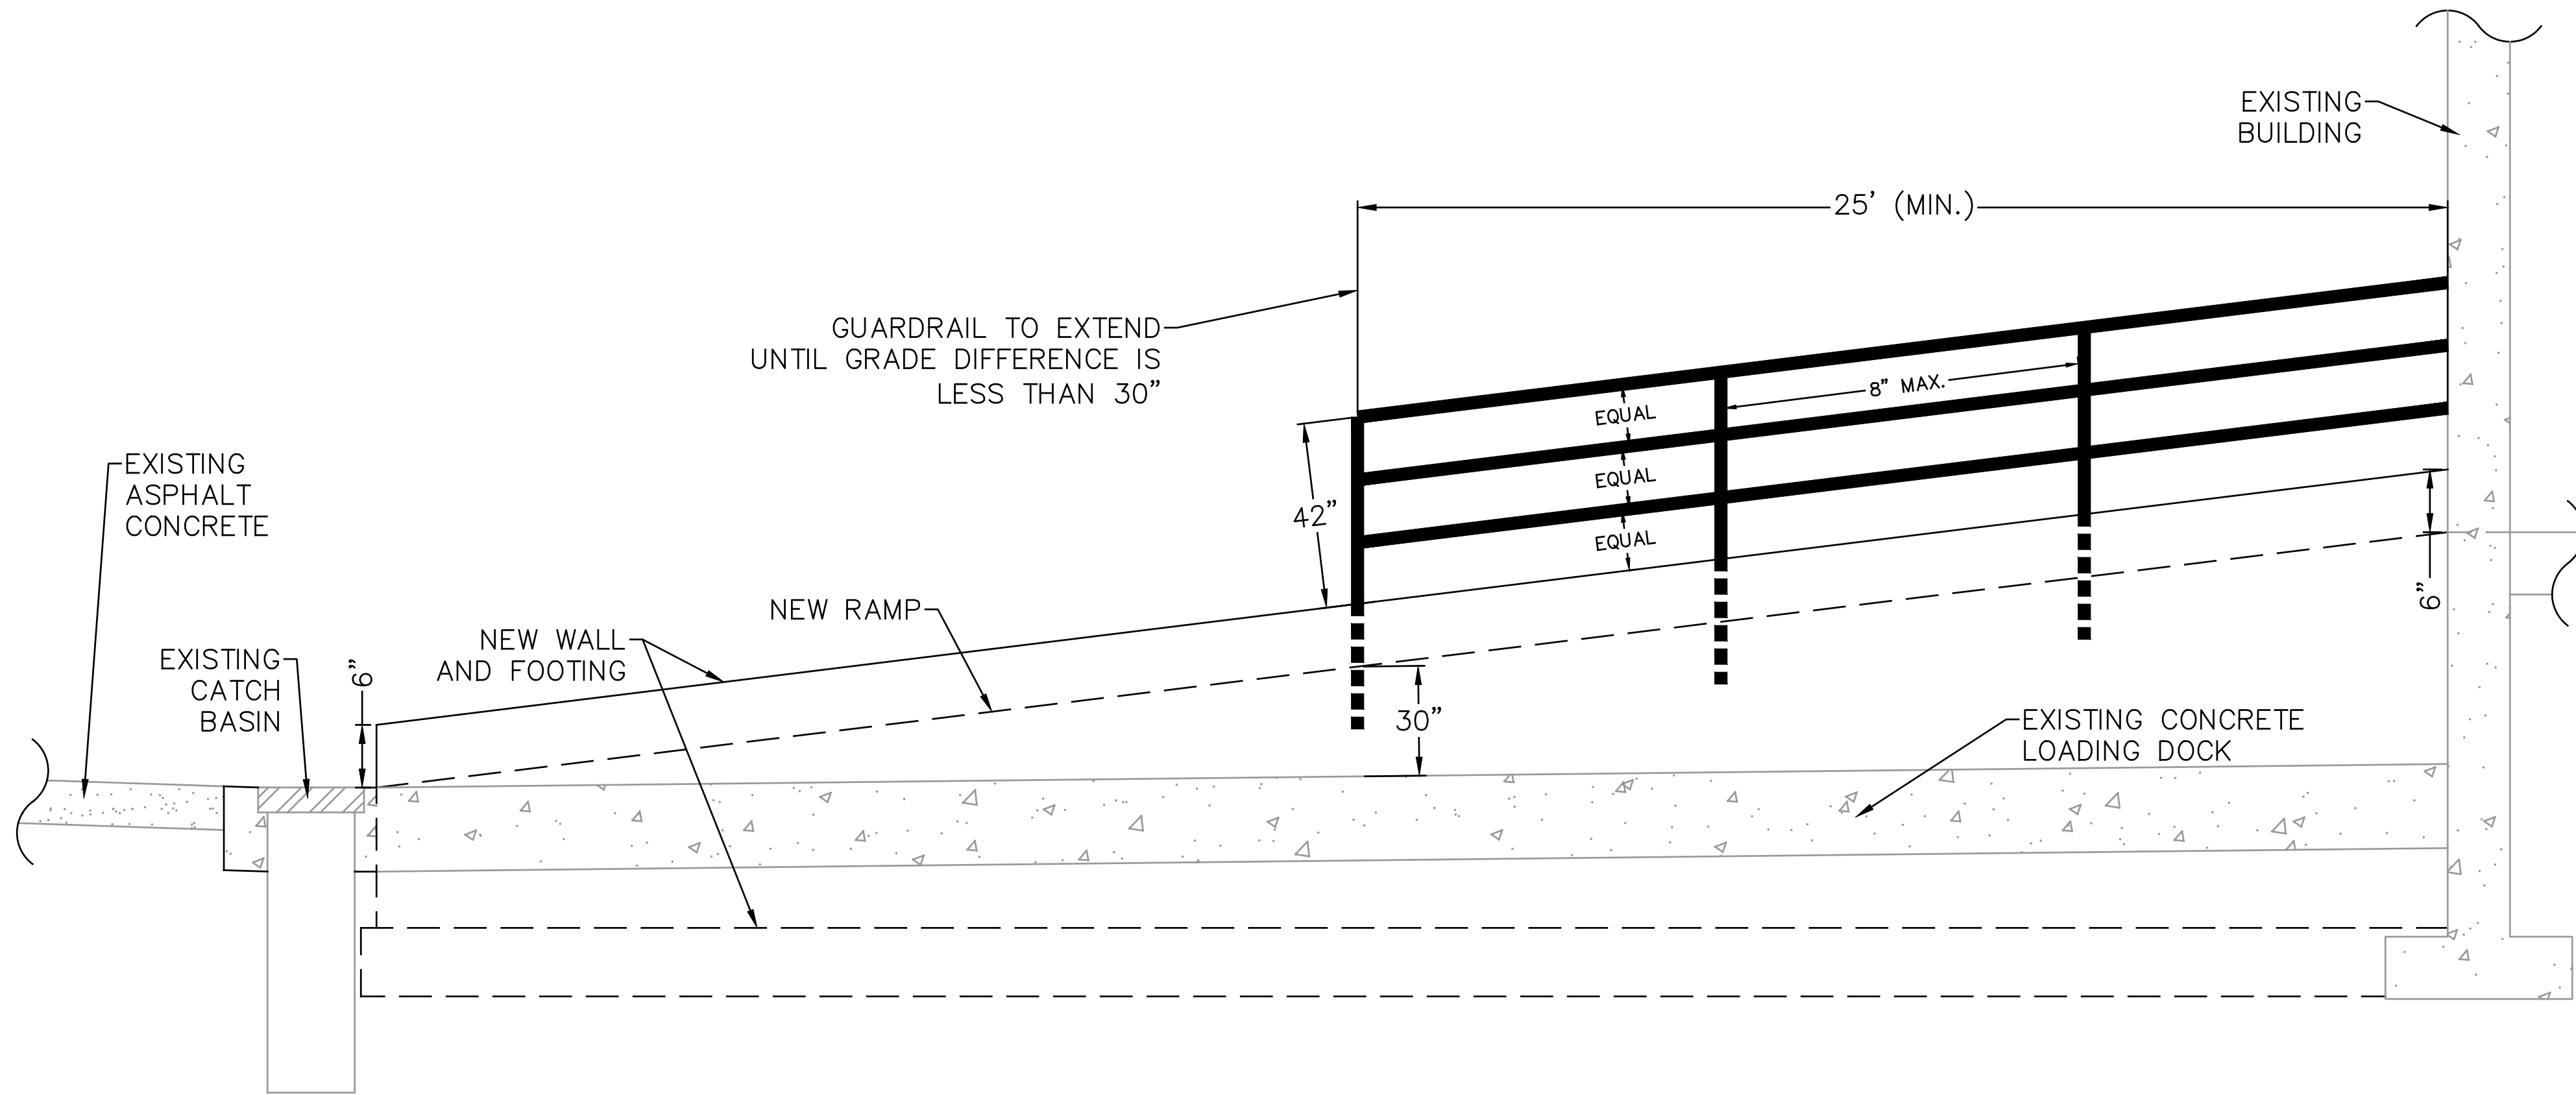 EXISTING
BUILDING
25' (MIN.)
GUARDRAIL TO EXTEND
UNTIL GRADE DIFFERENCE IS
LESS THAN 30"
8" MAX.
EQUAL
EQUAL
EQUAL
42"
EXISTING
ASPHALT
CONCRETE
NEW RAMP
NEW WALL
AND FOOTING
EXISTING
CATCH
BASIN
6"
6"
30"
EXISTING CONCRETE
LOADING DOCK